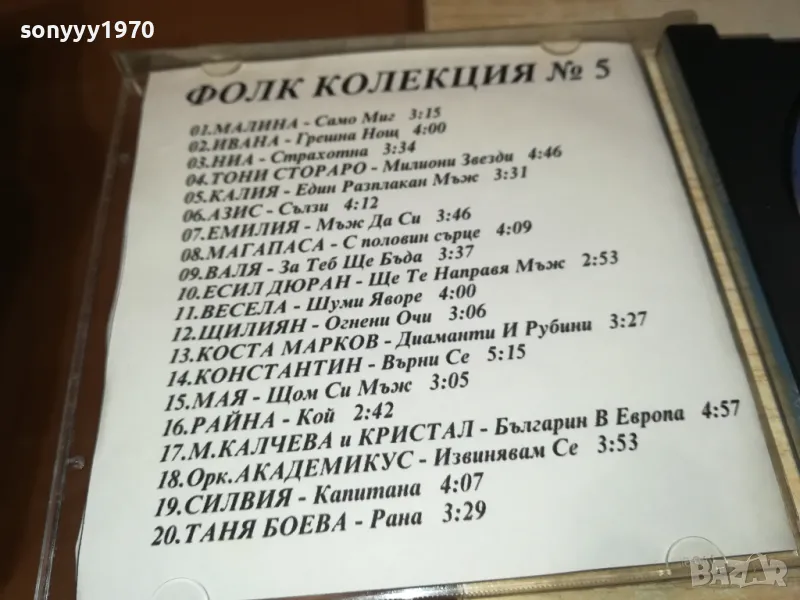 sonyyy1970
ФОЛК КОЛЕКЦИЯ № 5
01.МАЛИНА - Само Миг 3:15
02.ИВАНА - Грешна Нощ 4:00
03.НИА - Страхотна 3:34
04.ТОНИ СТОРАРО - Милиони Звезди 4:46
05.КАЛИЯ - Един Разплакан Мъж 3:31
06.АЗИС - Сълзи 4:12
07.ЕМИЛИЯ - Мъж Да Си 3:46
08.МАГАПАСА - С половин сърце 4:09
09.ВАЛЯ - За Теб Ще Бъда 3:37
10.ЕСИЛ ДЮРАН - Ще Те Направя Мъж 2:53
11.ВЕСЕЛА - Шуми Яворе 4:00
12.ЩИЛИЯН - Огнени Очи 3:06
13.КОСТА МАРКОВ - Диаманти И Рубини 3:27
14.КОНСТАНТИН - Върни Се 5:15
15.МАЯ - Щом Си Мъж 3:05
16.РАЙНА - Кой 2:42
17.М.КАЛЧЕВА и КРИСТАЛ - Българин В Европа 4:57
18.Орк.АКАДЕМИКУС - Извинявам Се 3:53
19.СИЛВИЯ - Капитана 4:07
20.ТАНЯ БОЕВА - Рана 3:29
BAZAR